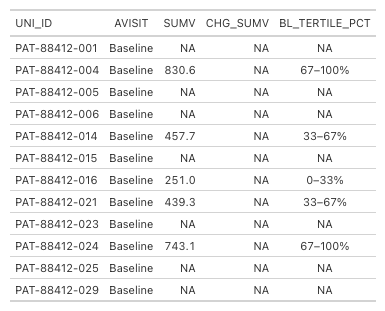 UNI_ID AVISIT SUMV CHG_SUMV BL_TERTILE_PCT
PAT-88412-001 Baseline NA NA NA
PAT-88412-004 Baseline 830.6 NA 67–100%
PAT-88412-005 Baseline NA NA NA
PAT-88412-006 Baseline NA NA NA
PAT-88412-014 Baseline 457.7 NA 33–67%
PAT-88412-015 Baseline NA NA NA
PAT-88412-016 Baseline 251.0 NA 0–33%
PAT-88412-021 Baseline 439.3 NA 33–67%
PAT-88412-023 Baseline NA NA NA
PAT-88412-024 Baseline 743.1 NA 67–100%
PAT-88412-025 Baseline NA NA NA
PAT-88412-029 Baseline NA NA NA